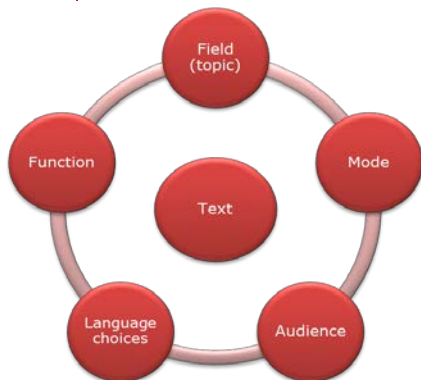 Field
(topic)
Function
Mode
Text
Language
choices
Audience